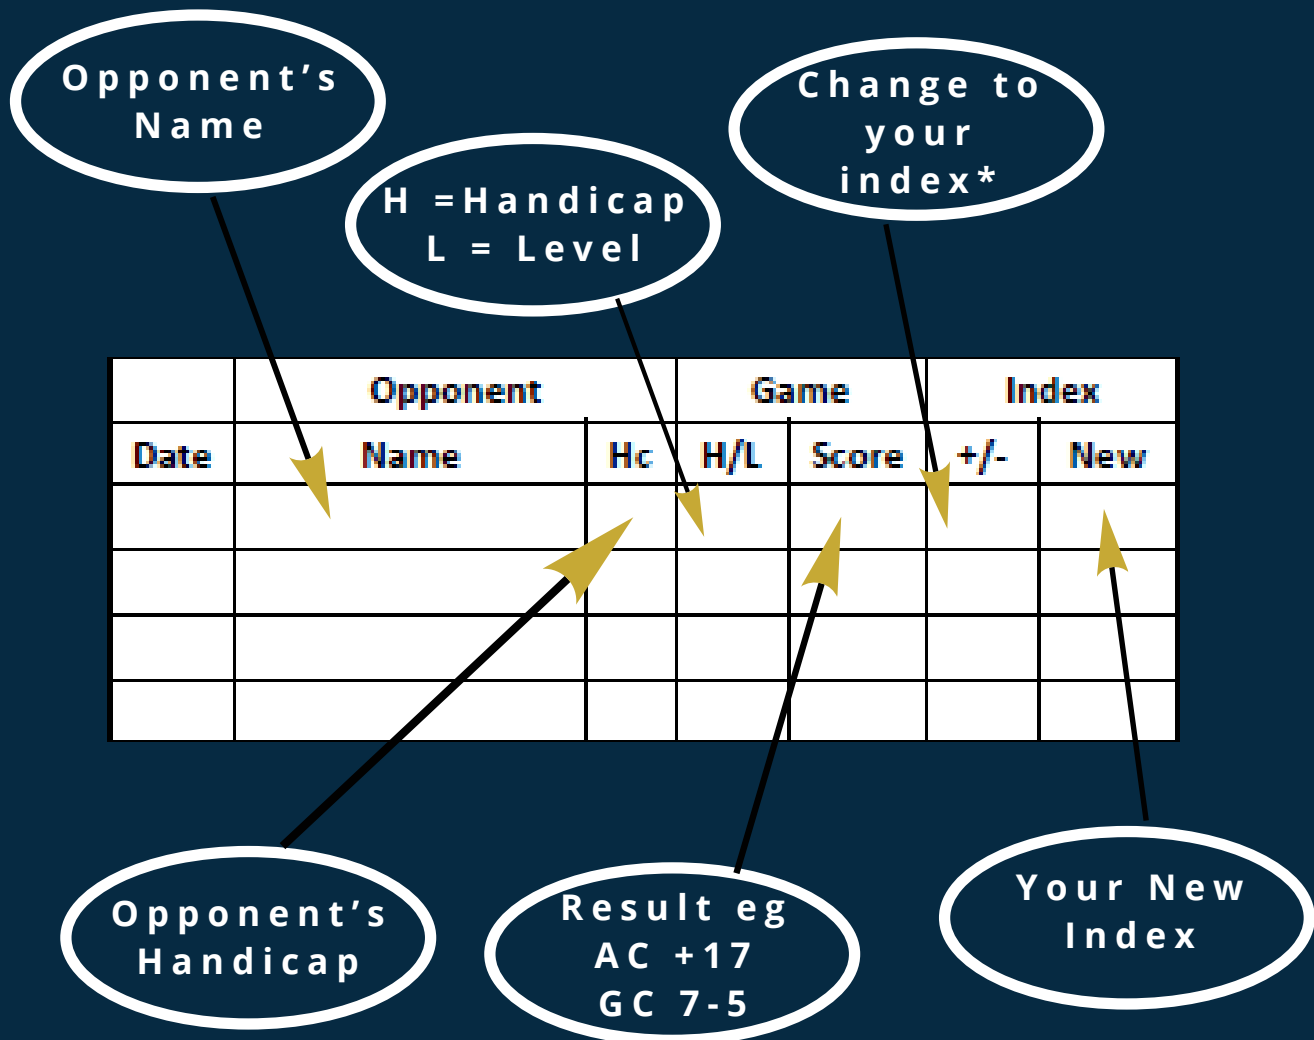 Opponent’s
Name
H =Handicap
L = Level
Change to
your
index*
Opponent Game Index
Date Name Hc H/L Score +/- New
Opponent’s
Handicap
Result eg
AC +17
GC 7-5
Your New
Index